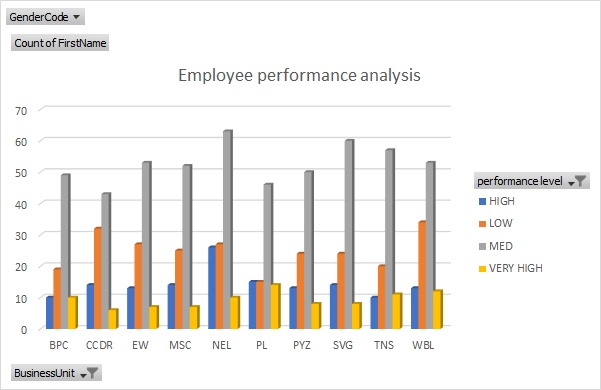 GenderCode
Count of FirstName
Employee performance analysis
70
60
50
40
30
20
10
0
BPC CCDR EW MSC NEL PL PYZ SVG TNS WBL
performance level
HIGH
LOW
MED
VERY HIGH
BusinessUnit